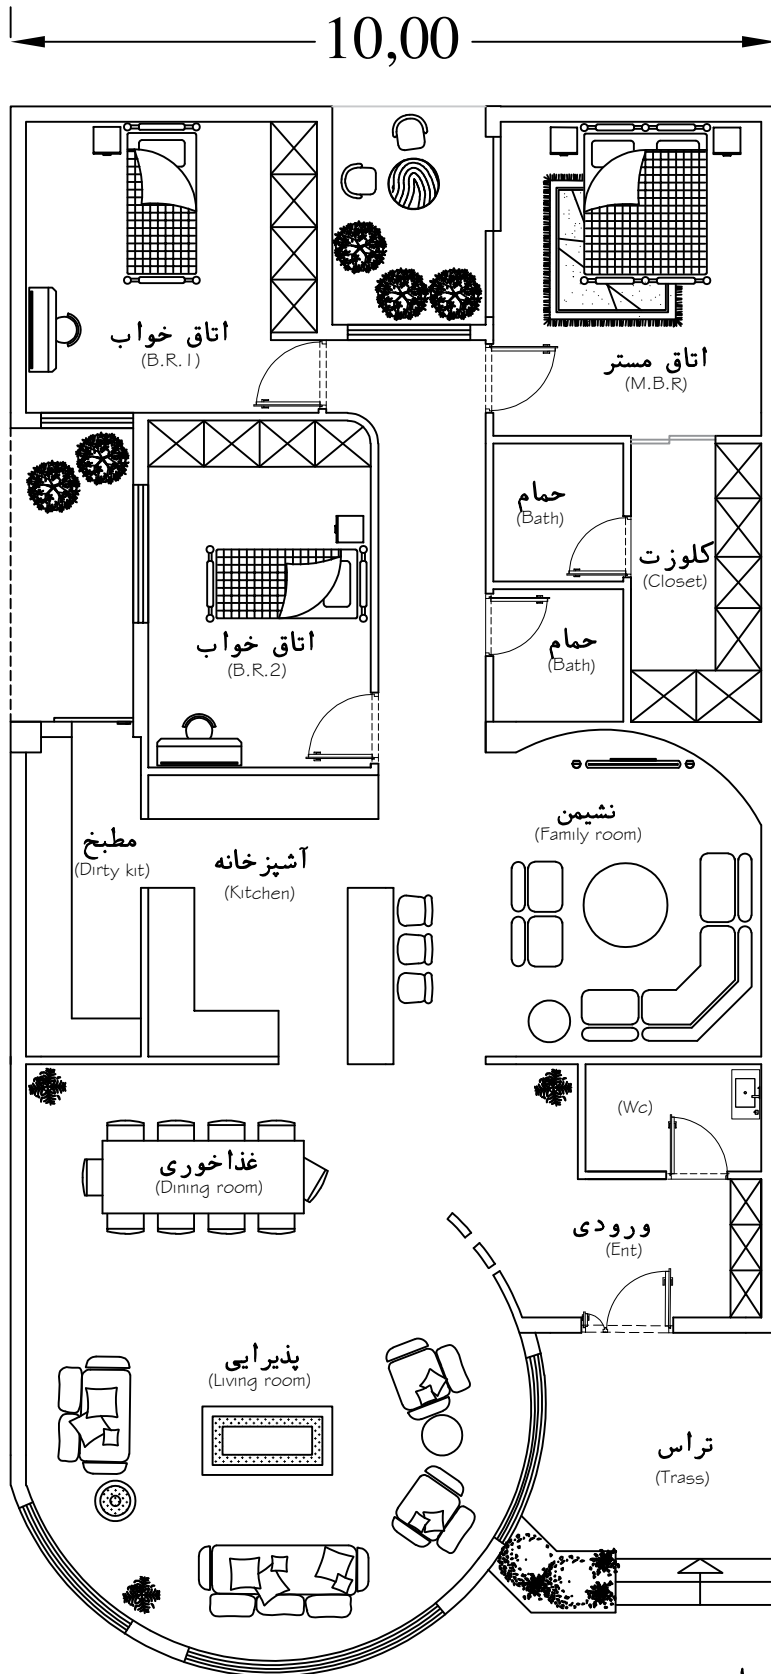 10,00
اتاق خواب
(B.R.1)
اتاق مستر
(M.B.R)
حمام
(Bath)
کلوزت
(Closet)
اتاق خواب
(B.R.2)
حمام
(Bath)
نشیمن
(Family room)
مطبخ
(Dirty kit)
آشپزخانه
(Kitchen)
(Wc)
غذاخوری
(Dining room)
ورودی
(Ent)
پذیرایی
(Living room)
تراس
(Trass)